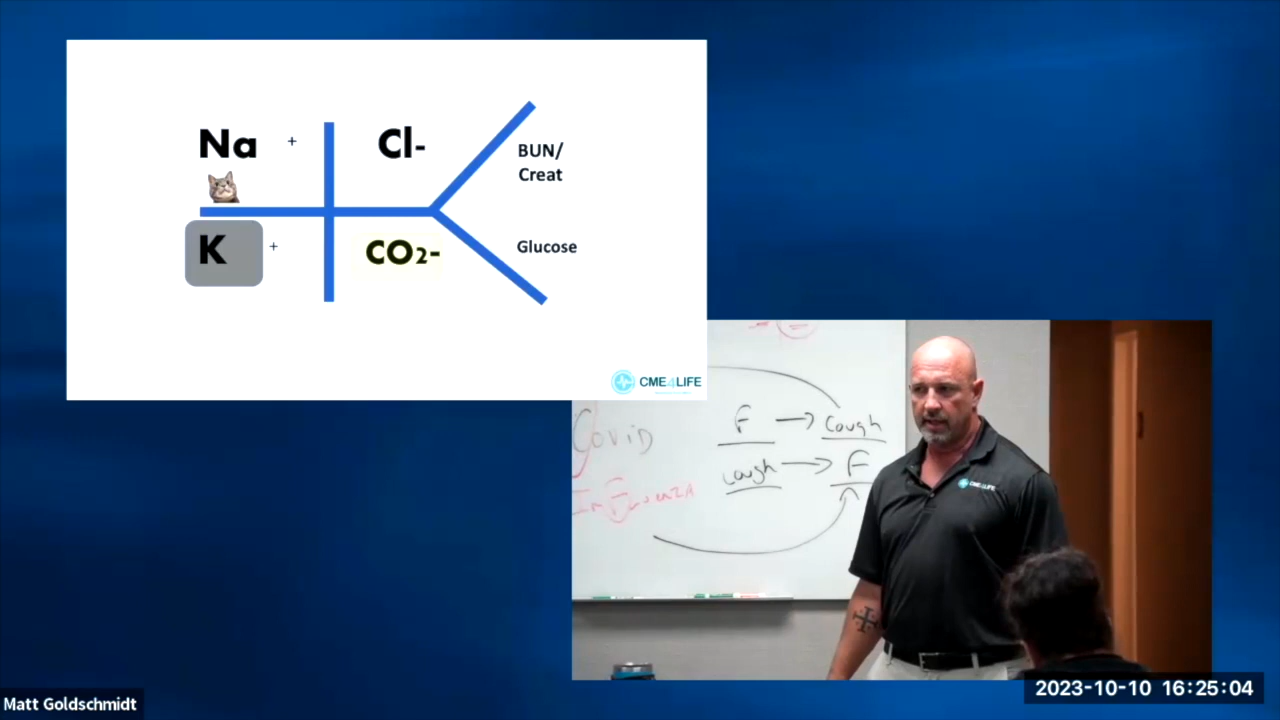 Na +
Cl-
BUN/
Creat
K +
CO2-
Glucose
CME4LIFE
Covid
InFluenzA
F → Cough
Cough → F
CME4LIFE
Matt Goldschmidt
2023-10-10 16:25:04